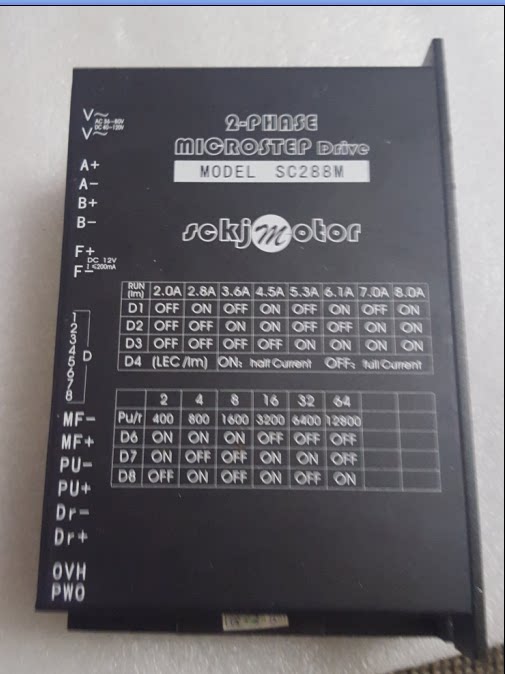 V~
AC 36-80V
DC 40-120V
V~
A+
A-
B+
B-
F+
DC 12V
I ≤200mA
F-
1
2
3
4
5
6
7
8
D
MF-
MF+
PU-
PU+
Dr-
Dr+
OVH
PWO
2-PHASE
MICROSTEP Drive
MODEL SC288M
sckj Motor
RUN (Im) 2.0A 2.8A 3.6A 4.5A 5.3A 6.1A 7.0A 8.0A
D1 OFF ON OFF ON OFF ON OFF ON
D2 OFF OFF ON ON OFF OFF ON ON
D3 OFF OFF OFF OFF ON ON ON ON
D4 (LEC/Im) ON: half Current OFF: full Current
2 4 8 16 32 64
Pu/r 400 800 1600 3200 6400 12800
D6 ON ON ON OFF OFF OFF
D7 ON OFF OFF ON ON OFF
D8 OFF ON OFF ON OFF ON